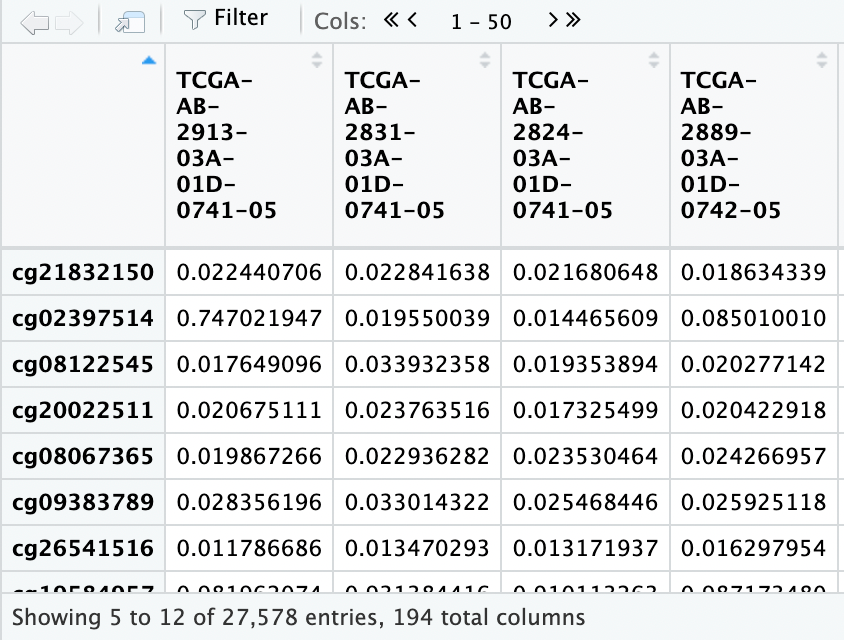 Filter Cols: 1 - 50
TCGA- TCGA- TCGA- TCGA-
AB- AB- AB- AB-
2913- 2831- 2824- 2889-
03A- 03A- 03A- 03A-
01D- 01D- 01D- 01D-
0741-05 0741-05 0741-05 0742-05
cg21832150 0.022440706 0.022841638 0.021680648 0.018634339
cg02397514 0.747021947 0.019550039 0.014465609 0.085010010
cg08122545 0.017649096 0.033932358 0.019353894 0.020277142
cg20022511 0.020675111 0.023763516 0.017325499 0.020422918
cg08067365 0.019867266 0.022936282 0.023530464 0.024266957
cg09383789 0.028356196 0.033014322 0.025468446 0.025925118
cg26541516 0.011786686 0.013470293 0.013171937 0.016297954
Showing 5 to 12 of 27,578 entries, 194 total columns